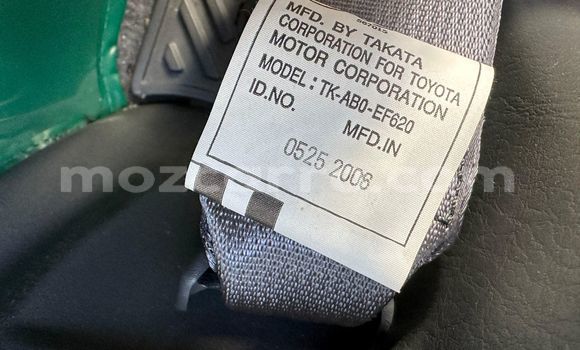 MFD. BY TAKATA
CORPORATION FOR TOYOTA
MOTOR CORPORATION
MODEL : TK-AB0-EF620
ID.NO.
MFD.IN
0525 2006